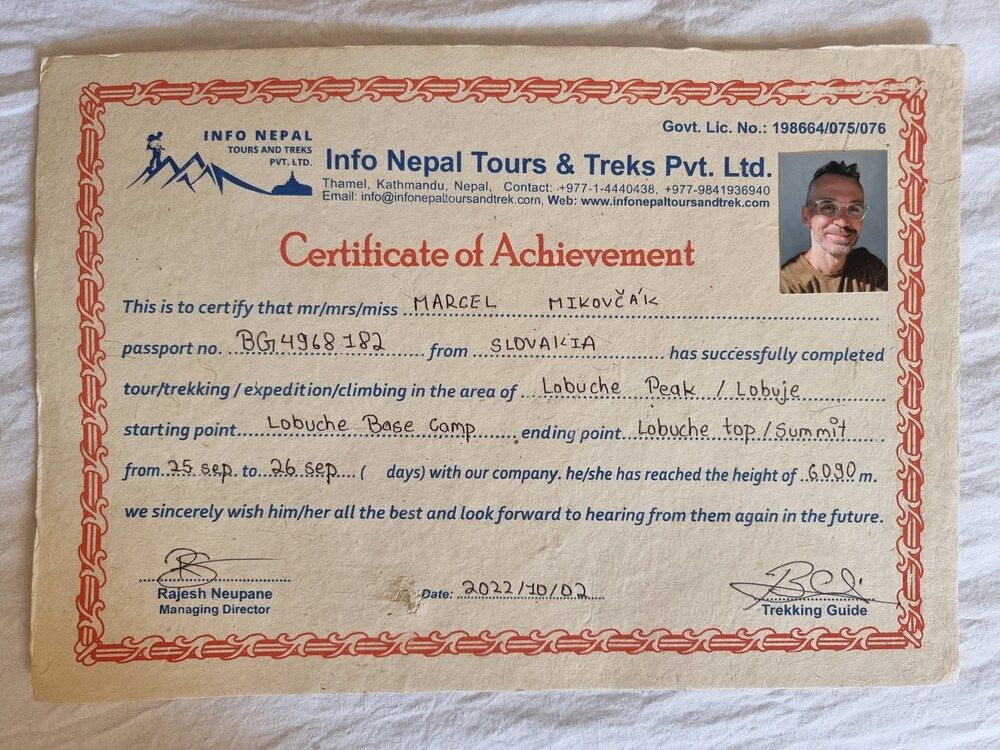 Govt. Lic. No.: 198664/075/076
INFO NEPAL
TOURS AND TREKS
PVT. LTD.
Info Nepal Tours & Treks Pvt. Ltd.
Thamel, Kathmandu, Nepal, Contact: +977-1-4440438, +977-9841936940
Email: info@infonepaltoursandtrek.com, Web: www.infonepaltoursandtrek.com
Certificate of Achievement
This is to certify that mr/mrs/miss MARCEL MIKOVČÁK
passport no. BG4968182 from SLOVAKIA has successfully completed
tour/trekking / expedition/climbing in the area of Lobuche Peak / Lobuje
starting point Lobuche Base Camp ending point Lobuche top/Summit
from 25 sep. to 26 sep. ( days) with our company. he/she has reached the height of 6090 m.
we sincerely wish him/her all the best and look forward to hearing from them again in the future.
Rajesh Neupane
Managing Director
Date: 2022/10/02
Trekking Guide